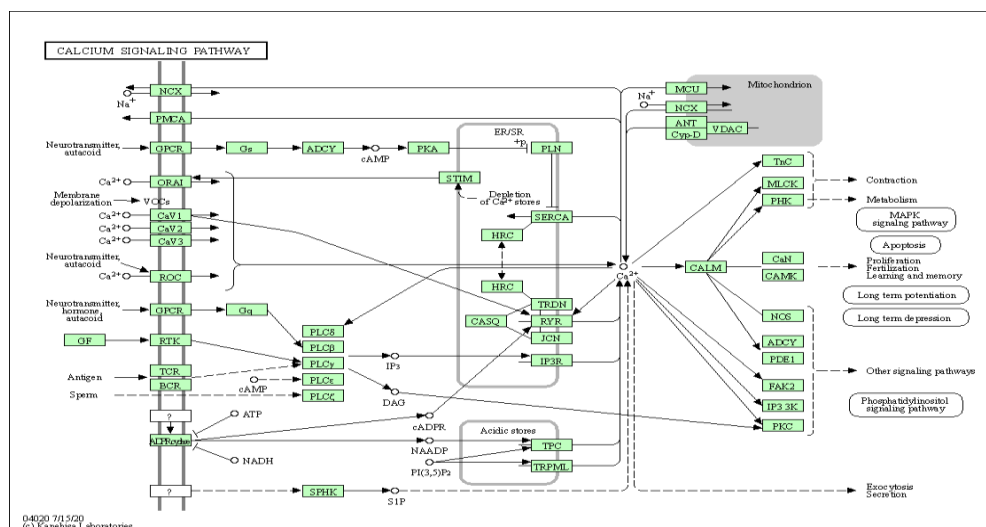 CALCIUM SIGNALING PATHWAY
NCX
Na+
PMCA
Neurotransmitter,
autacoid
GPCR
Gs
ADCY
cAMP
PKA
ER/SR
+p
PLN
Ca2+
ORAI
STIM
Membrane
depolarization
VOCs
Depletion
of Ca2+ stores
Ca2+
CaV1
CaV2
Ca2+
CaV3
SERCA
HRC
Neurotransmitter,
autacoid
Ca2+
ROC
HRC
Neurotransmitter,
hormone,
autacoid
GPCR
Gq
TRDN
CASQ
RYR
JCN
GF
RTK
PLCδ
PLCβ
PLCγ
PLCε
PLCζ
IP3
IP3R
Antigen
TCR
BCR
cAMP
Sperm
DAG
?
ATP
cADPR
NADH
NAADP
PI(3,5)P2
Acidic stores
TPC
TRPML
?
SPHK
S1P
MCU
Mitochondrion
Na+
NCX
ANT
Cyp-D
VDAC
Ca2+
CALM
TnC
MLCK
PHK
Contraction
Metabolism
MAPK
signaling pathway
Apoptosis
CaN
CAMK
Proliferation
Fertilization
Learning and memory
Long term potentiation
Long term depression
NOS
ADCY
PDE1
FAK2
IP3 3K
PKC
Other signaling pathways
Phosphatidylinositol
signaling pathway
Exocytosis
Secretion
04020 7/15/20
(c) Kanehisa Laboratories